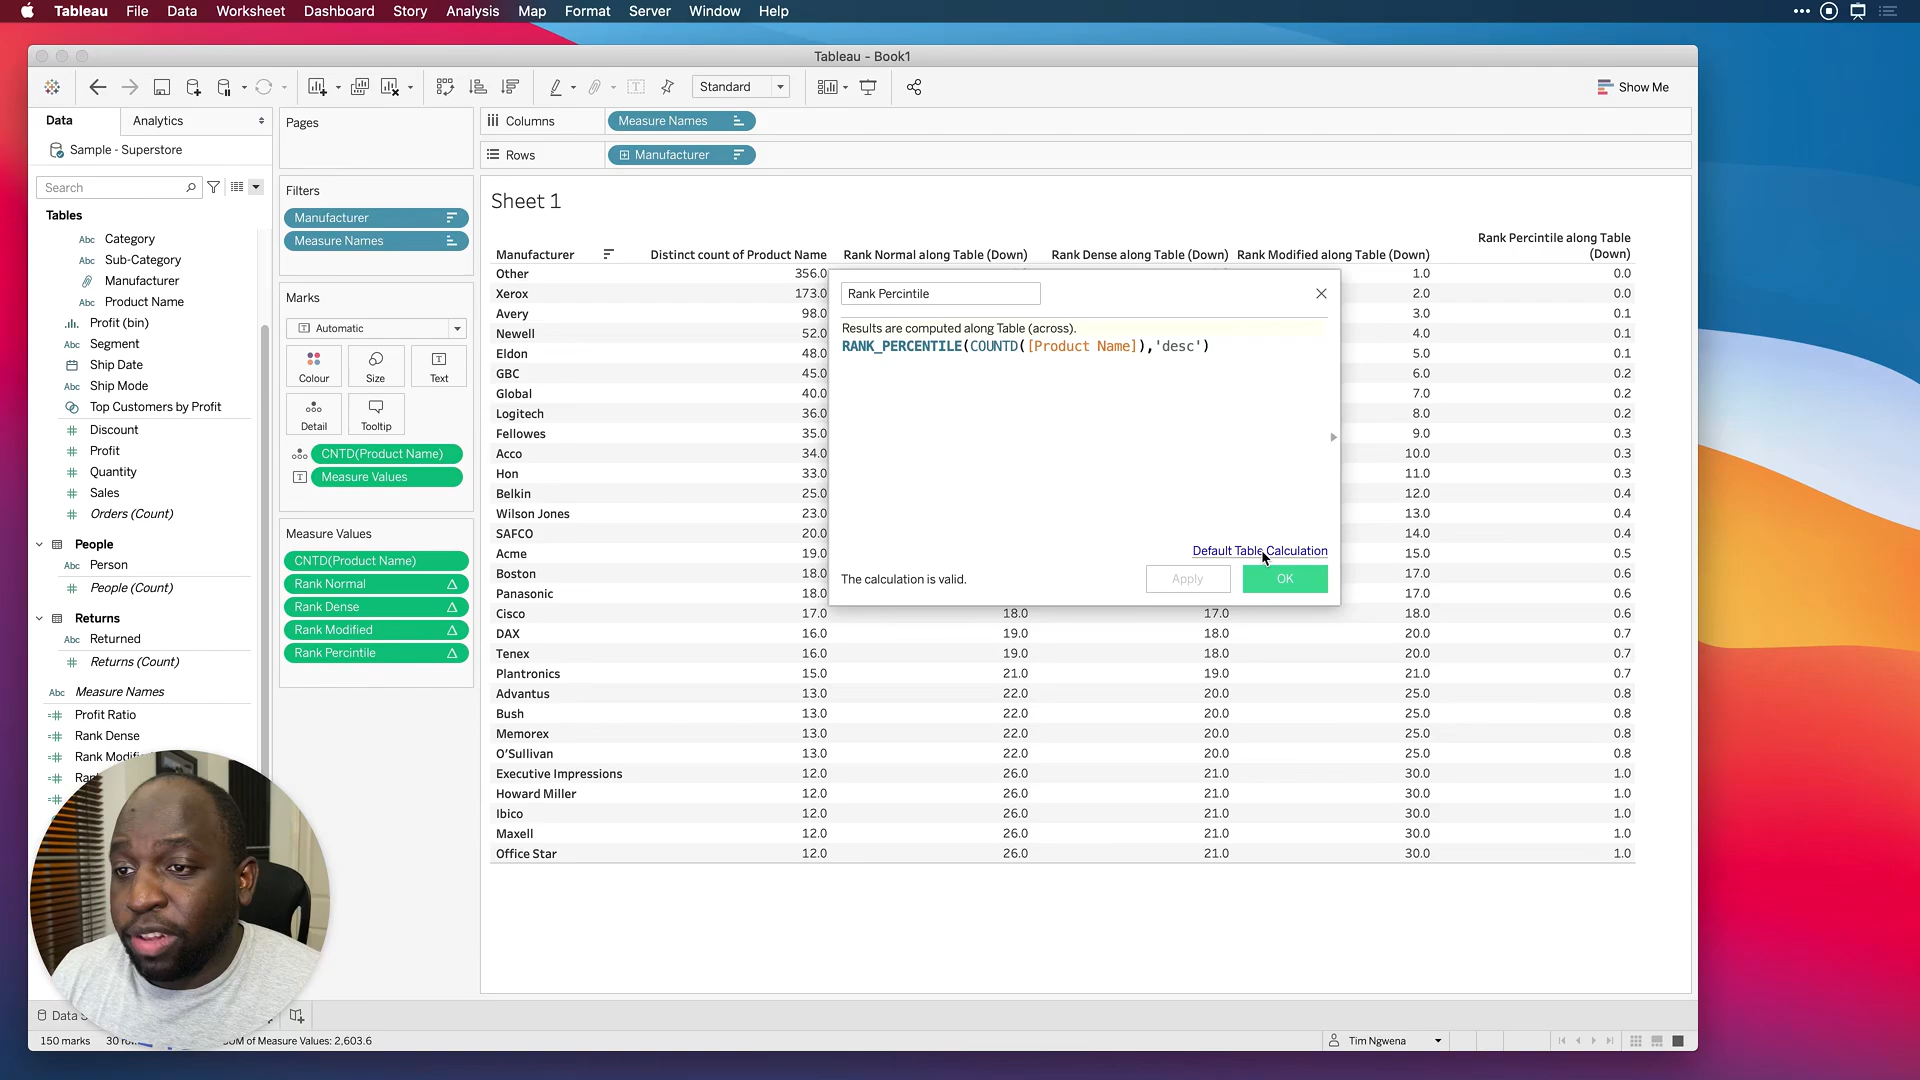 Tableau File Data Worksheet Dashboard Story Analysis Map Format Server Window Help
Tableau - Book1
Standard
Show Me
Data Analytics
Sample - Superstore
Search
Tables
Abc Category
Abc Sub-Category
Manufacturer
Abc Product Name
Profit (bin)
Abc Segment
Ship Date
Abc Ship Mode
Top Customers by Profit
Discount
Profit
Quantity
Sales
Orders (Count)
People
Abc Person
People (Count)
Returns
Abc Returned
Returns (Count)
Abc Measure Names
Profit Ratio
Rank Dense
Rank Modifi
Ran
Pages
Filters
Manufacturer
Measure Names
Marks
Automatic
Colour Size Text
Detail Tooltip
CNTD(Product Name)
Measure Values
Measure Values
CNTD(Product Name)
Rank Normal
Rank Dense
Rank Modified
Rank Percintile
Columns Measure Names
Rows Manufacturer
Sheet 1
Manufacturer Distinct count of Product Name Rank Normal along Table (Down) Rank Dense along Table (Down) Rank Modified along Table (Down) Rank Percintile along Table (Down)
Other 356.0 1.0 0.0
Xerox 173.0 2.0 0.0
Avery 98.0 3.0 0.1
Newell 52.0 4.0 0.1
Eldon 48.0 5.0 0.1
GBC 45.0 6.0 0.2
Global 40.0 7.0 0.2
Logitech 36.0 8.0 0.2
Fellowes 35.0 9.0 0.3
Acco 34.0 10.0 0.3
Hon 33.0 11.0 0.3
Belkin 25.0 12.0 0.4
Wilson Jones 23.0 13.0 0.4
SAFCO 20.0 14.0 0.4
Acme 19.0 15.0 0.5
Boston 18.0 17.0 0.6
Panasonic 18.0 17.0 0.6
Cisco 17.0 18.0 17.0 18.0 0.6
DAX 16.0 19.0 18.0 20.0 0.7
Tenex 16.0 19.0 18.0 20.0 0.7
Plantronics 15.0 21.0 19.0 21.0 0.7
Advantus 13.0 22.0 20.0 25.0 0.8
Bush 13.0 22.0 20.0 25.0 0.8
Memorex 13.0 22.0 20.0 25.0 0.8
O'Sullivan 13.0 22.0 20.0 25.0 0.8
Executive Impressions 12.0 26.0 21.0 30.0 1.0
Howard Miller 12.0 26.0 21.0 30.0 1.0
Ibico 12.0 26.0 21.0 30.0 1.0
Maxell 12.0 26.0 21.0 30.0 1.0
Office Star 12.0 26.0 21.0 30.0 1.0
Rank Percintile
Results are computed along Table (across).
RANK_PERCENTILE(COUNTD([Product Name]),'desc')
Default Table Calculation
The calculation is valid. Apply OK
Data S
150 marks 30 ro UM of Measure Values: 2,603.6 Tim Ngwena